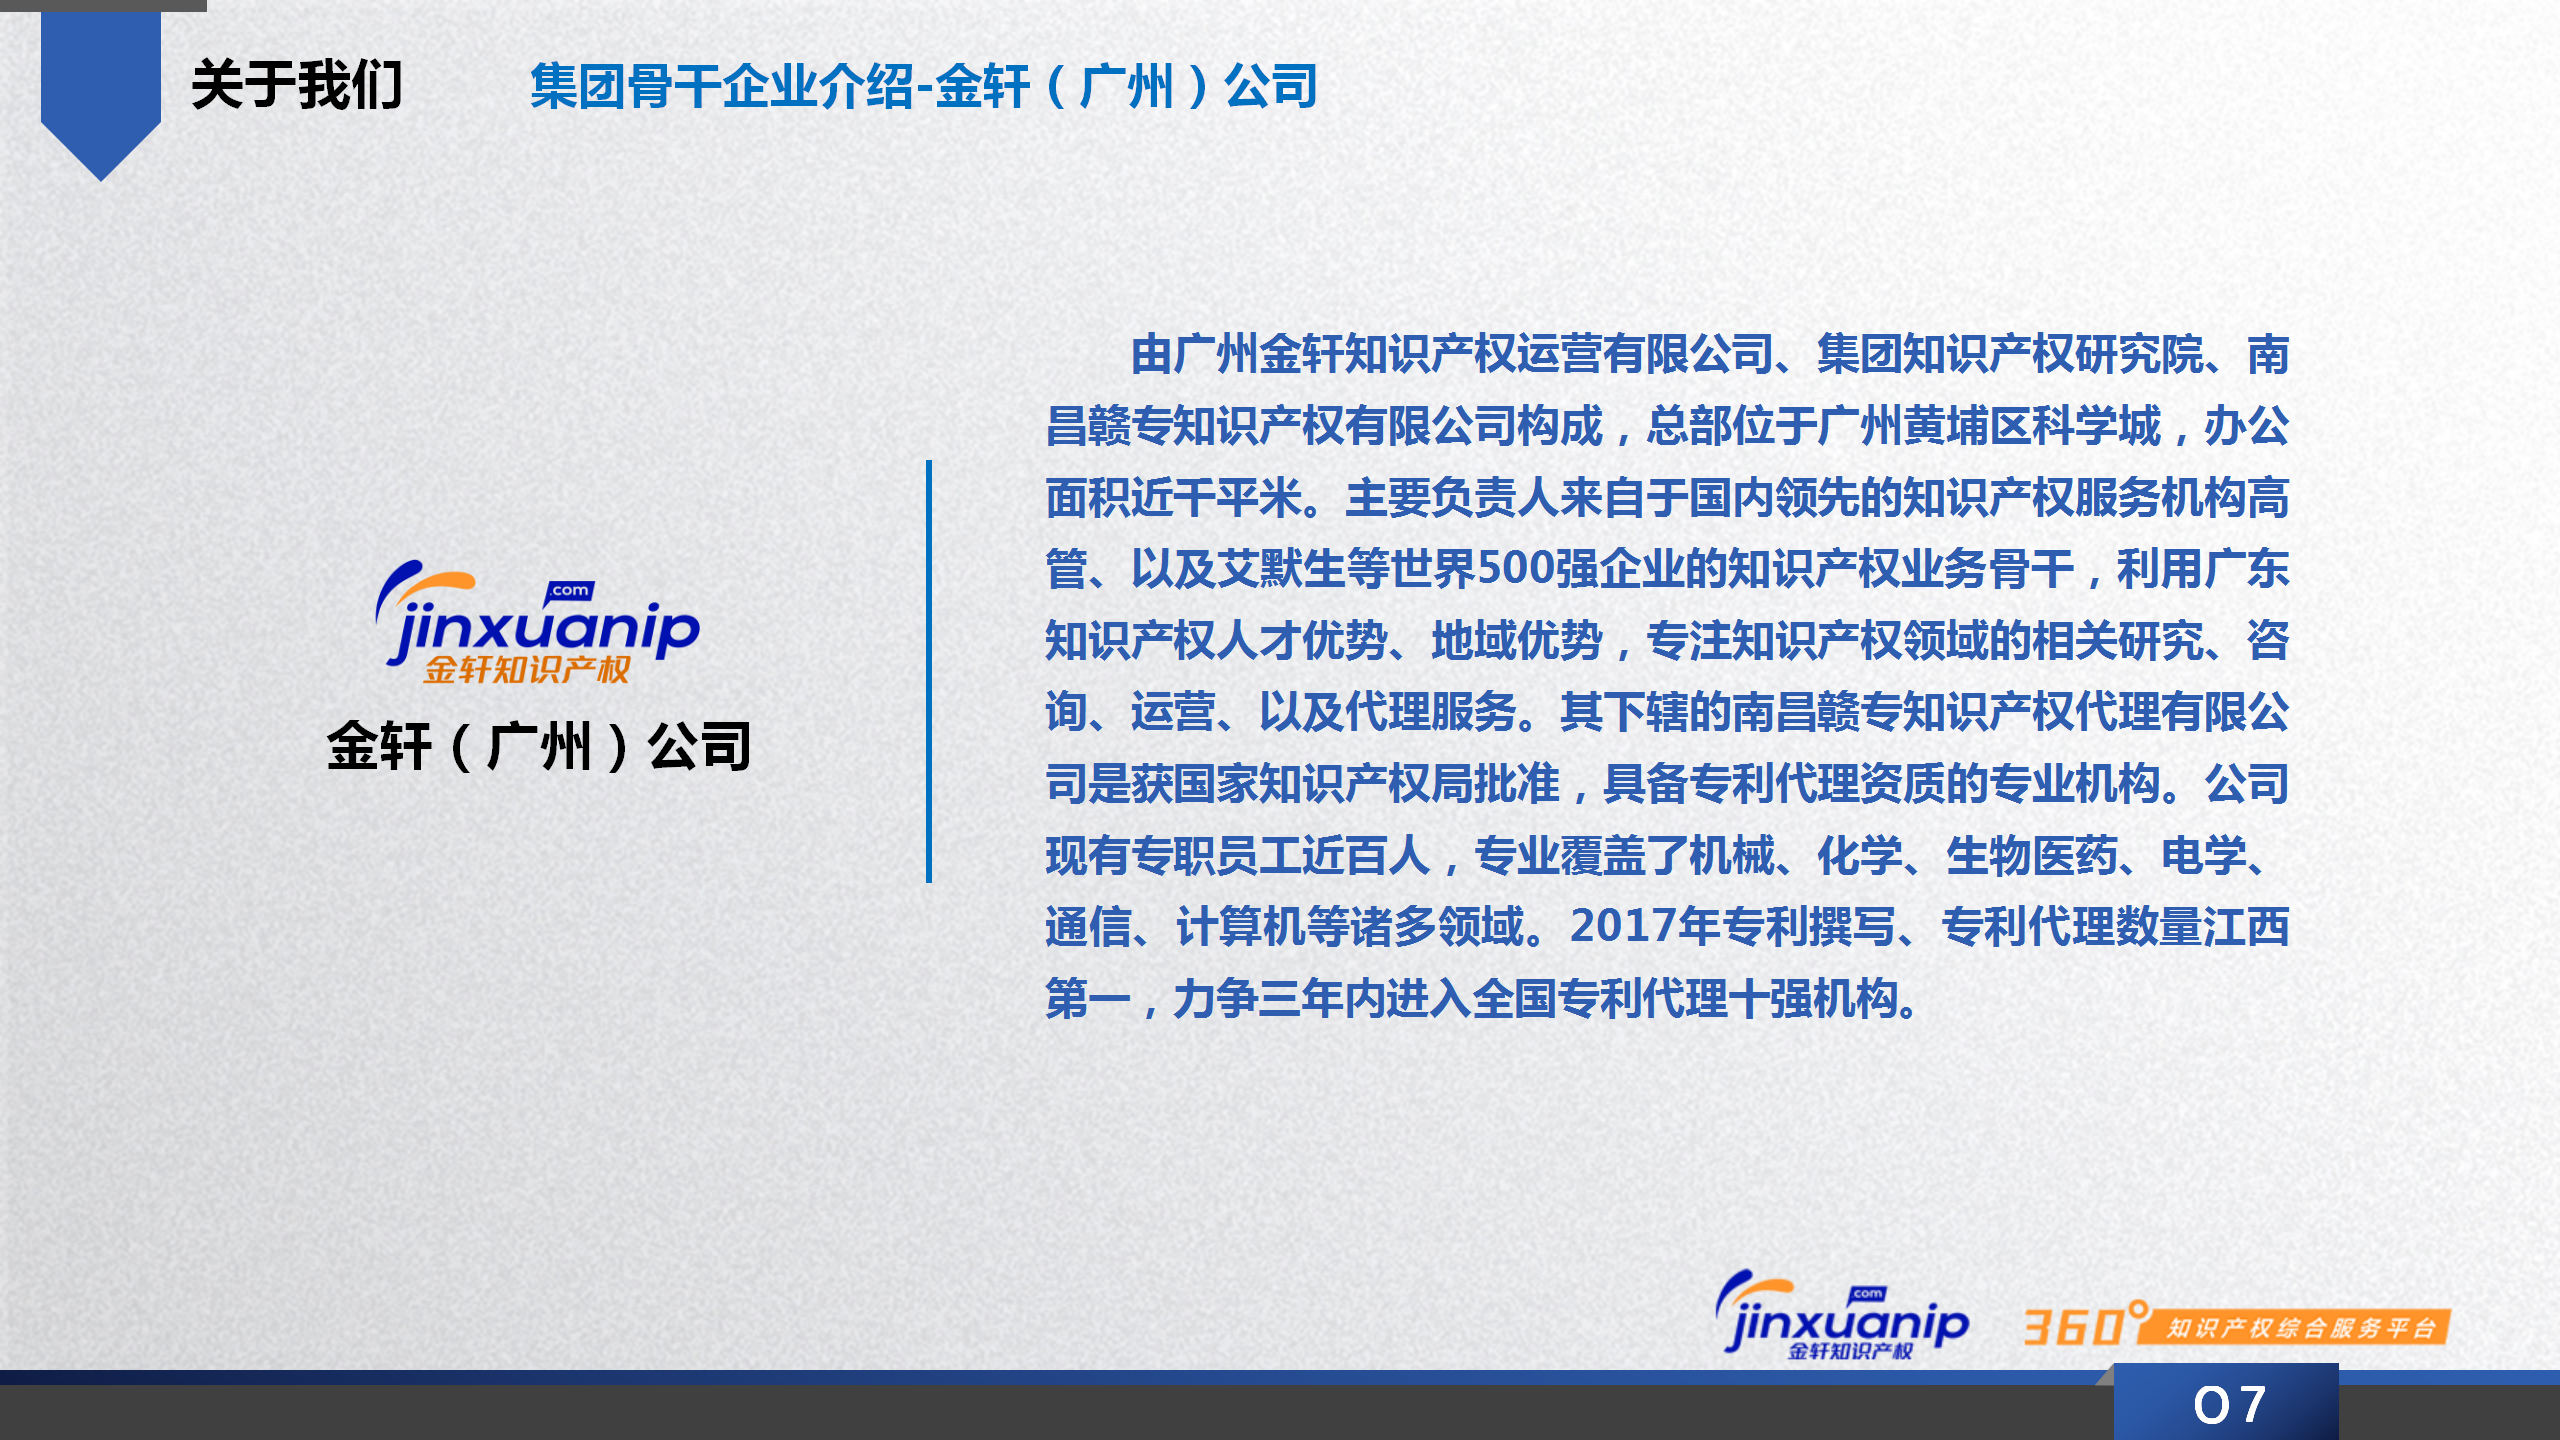 关于我们
集团骨干企业介绍-金轩（广州）公司
由广州金轩知识产权运营有限公司、集团知识产权研究院、南
昌赣专知识产权有限公司构成，总部位于广州黄埔区科学城，办公
面积近千平米。主要负责人来自于国内领先的知识产权服务机构高
管、以及艾默生等世界500强企业的知识产权业务骨干，利用广东
知识产权人才优势、地域优势，专注知识产权领域的相关研究、咨
询、运营、以及代理服务。其下辖的南昌赣专知识产权代理有限公
司是获国家知识产权局批准，具备专利代理资质的专业机构。公司
现有专职员工近百人，专业覆盖了机械、化学、生物医药、电学、
通信、计算机等诸多领域。2017年专利撰写、专利代理数量江西
第一，力争三年内进入全国专利代理十强机构。
.com
jinxuanip
金轩知识产权
金轩（广州）公司
.com
jinxuanip
金轩知识产权
360° 知识产权综合服务平台
07